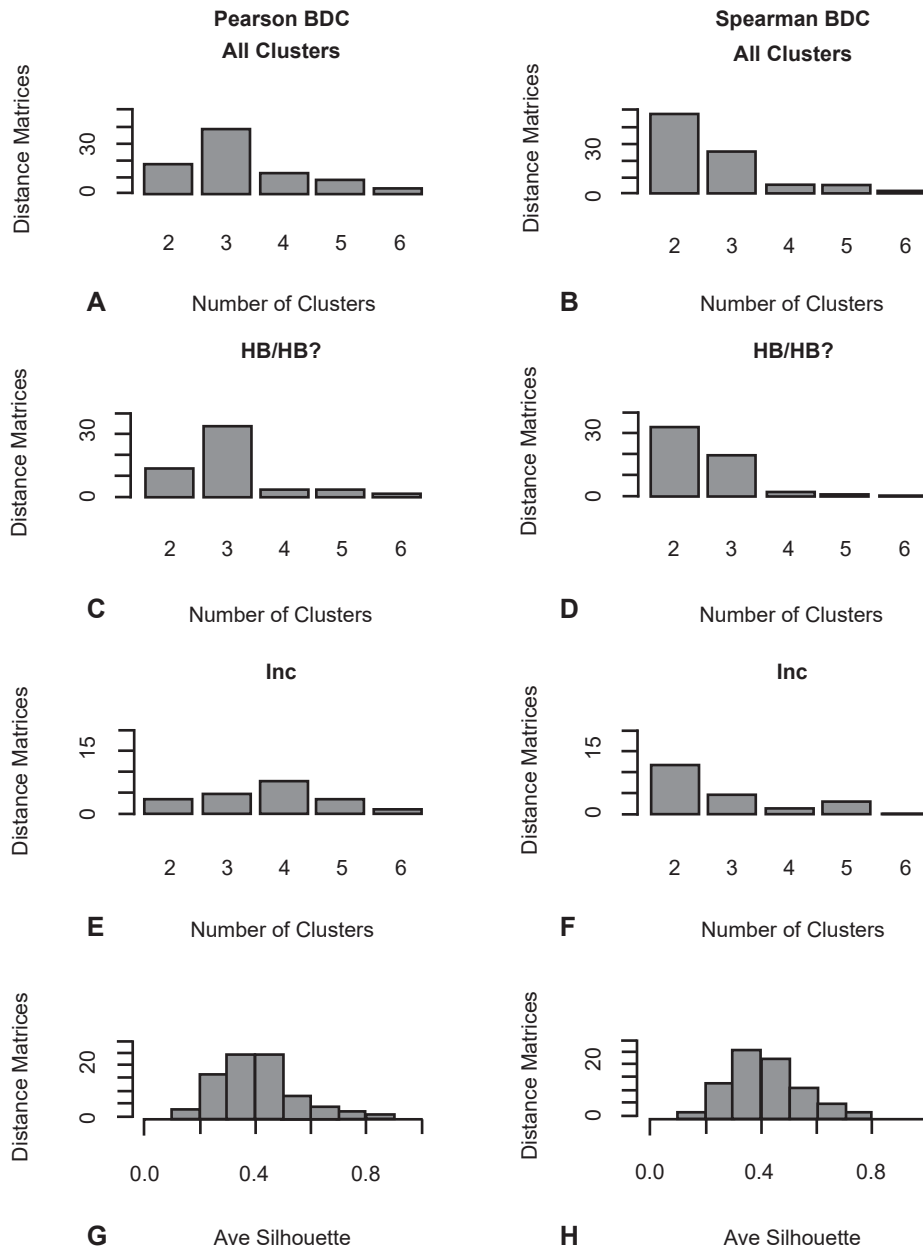 Pearson BDC
All Clusters
Distance Matrices
30
0
2 3 4 5 6
A Number of Clusters
Spearman BDC
All Clusters
Distance Matrices
30
0
2 3 4 5 6
B Number of Clusters
HB/HB?
Distance Matrices
30
0
2 3 4 5 6
C Number of Clusters
HB/HB?
Distance Matrices
30
0
2 3 4 5 6
D Number of Clusters
Inc
Distance Matrices
15
0
2 3 4 5 6
E Number of Clusters
Inc
Distance Matrices
15
0
2 3 4 5 6
F Number of Clusters
Distance Matrices
20
0
0.0 0.4 0.8
G Ave Silhouette
Distance Matrices
20
0
0.0 0.4 0.8
H Ave Silhouette